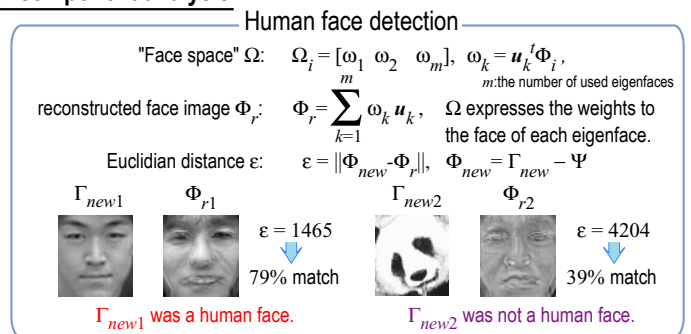 Human face detection
"Face space" Ω: Ω_i = [ω_1 ω_2 ω_m], ω_k = u_k^t Φ_i,
m:the number of used eigenfaces
reconstructed face image Φ_r: Φ_r = ∑_{k=1}^{m} ω_k u_k, Ω expresses the weights to
the face of each eigenface.
Euclidian distance ε: ε = ||Φ_new-Φ_r||, Φ_new = Γ_new − Ψ
Γ_new1 Φ_r1 Γ_new2 Φ_r2
ε = 1465 ε = 4204
79% match 39% match
Γ_new1 was a human face. Γ_new2 was not a human face.